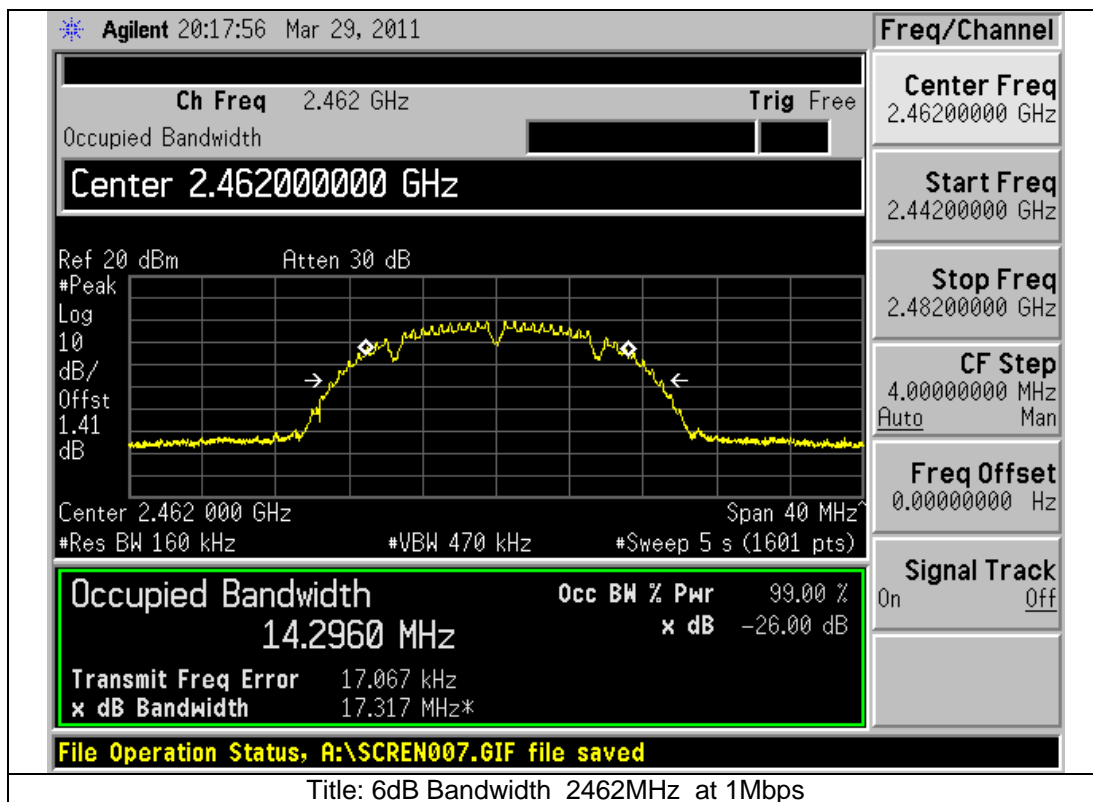 Agilent 20:17:56 Mar 29, 2011
Freq/Channel
Ch Freq 2.462 GHz Trig Free
Occupied Bandwidth
Center 2.462000000 GHz
Ref 20 dBm Atten 30 dB
#Peak
Log
10
dB/
Offst
1.41
dB
Center 2.462 000 GHz Span 40 MHz^
#Res BW 160 kHz #VBW 470 kHz #Sweep 5 s (1601 pts)
Occupied Bandwidth Occ BW % Pwr 99.00 %
14.2960 MHz x dB -26.00 dB
Transmit Freq Error 17.067 kHz
x dB Bandwidth 17.317 MHz*
File Operation Status, A:\SCREN007.GIF file saved
Center Freq
2.46200000 GHz
Start Freq
2.44200000 GHz
Stop Freq
2.48200000 GHz
CF Step
4.00000000 MHz
Auto Man
Freq Offset
0.00000000 Hz
Signal Track
On Off
Title: 6dB Bandwidth 2462MHz at 1Mbps